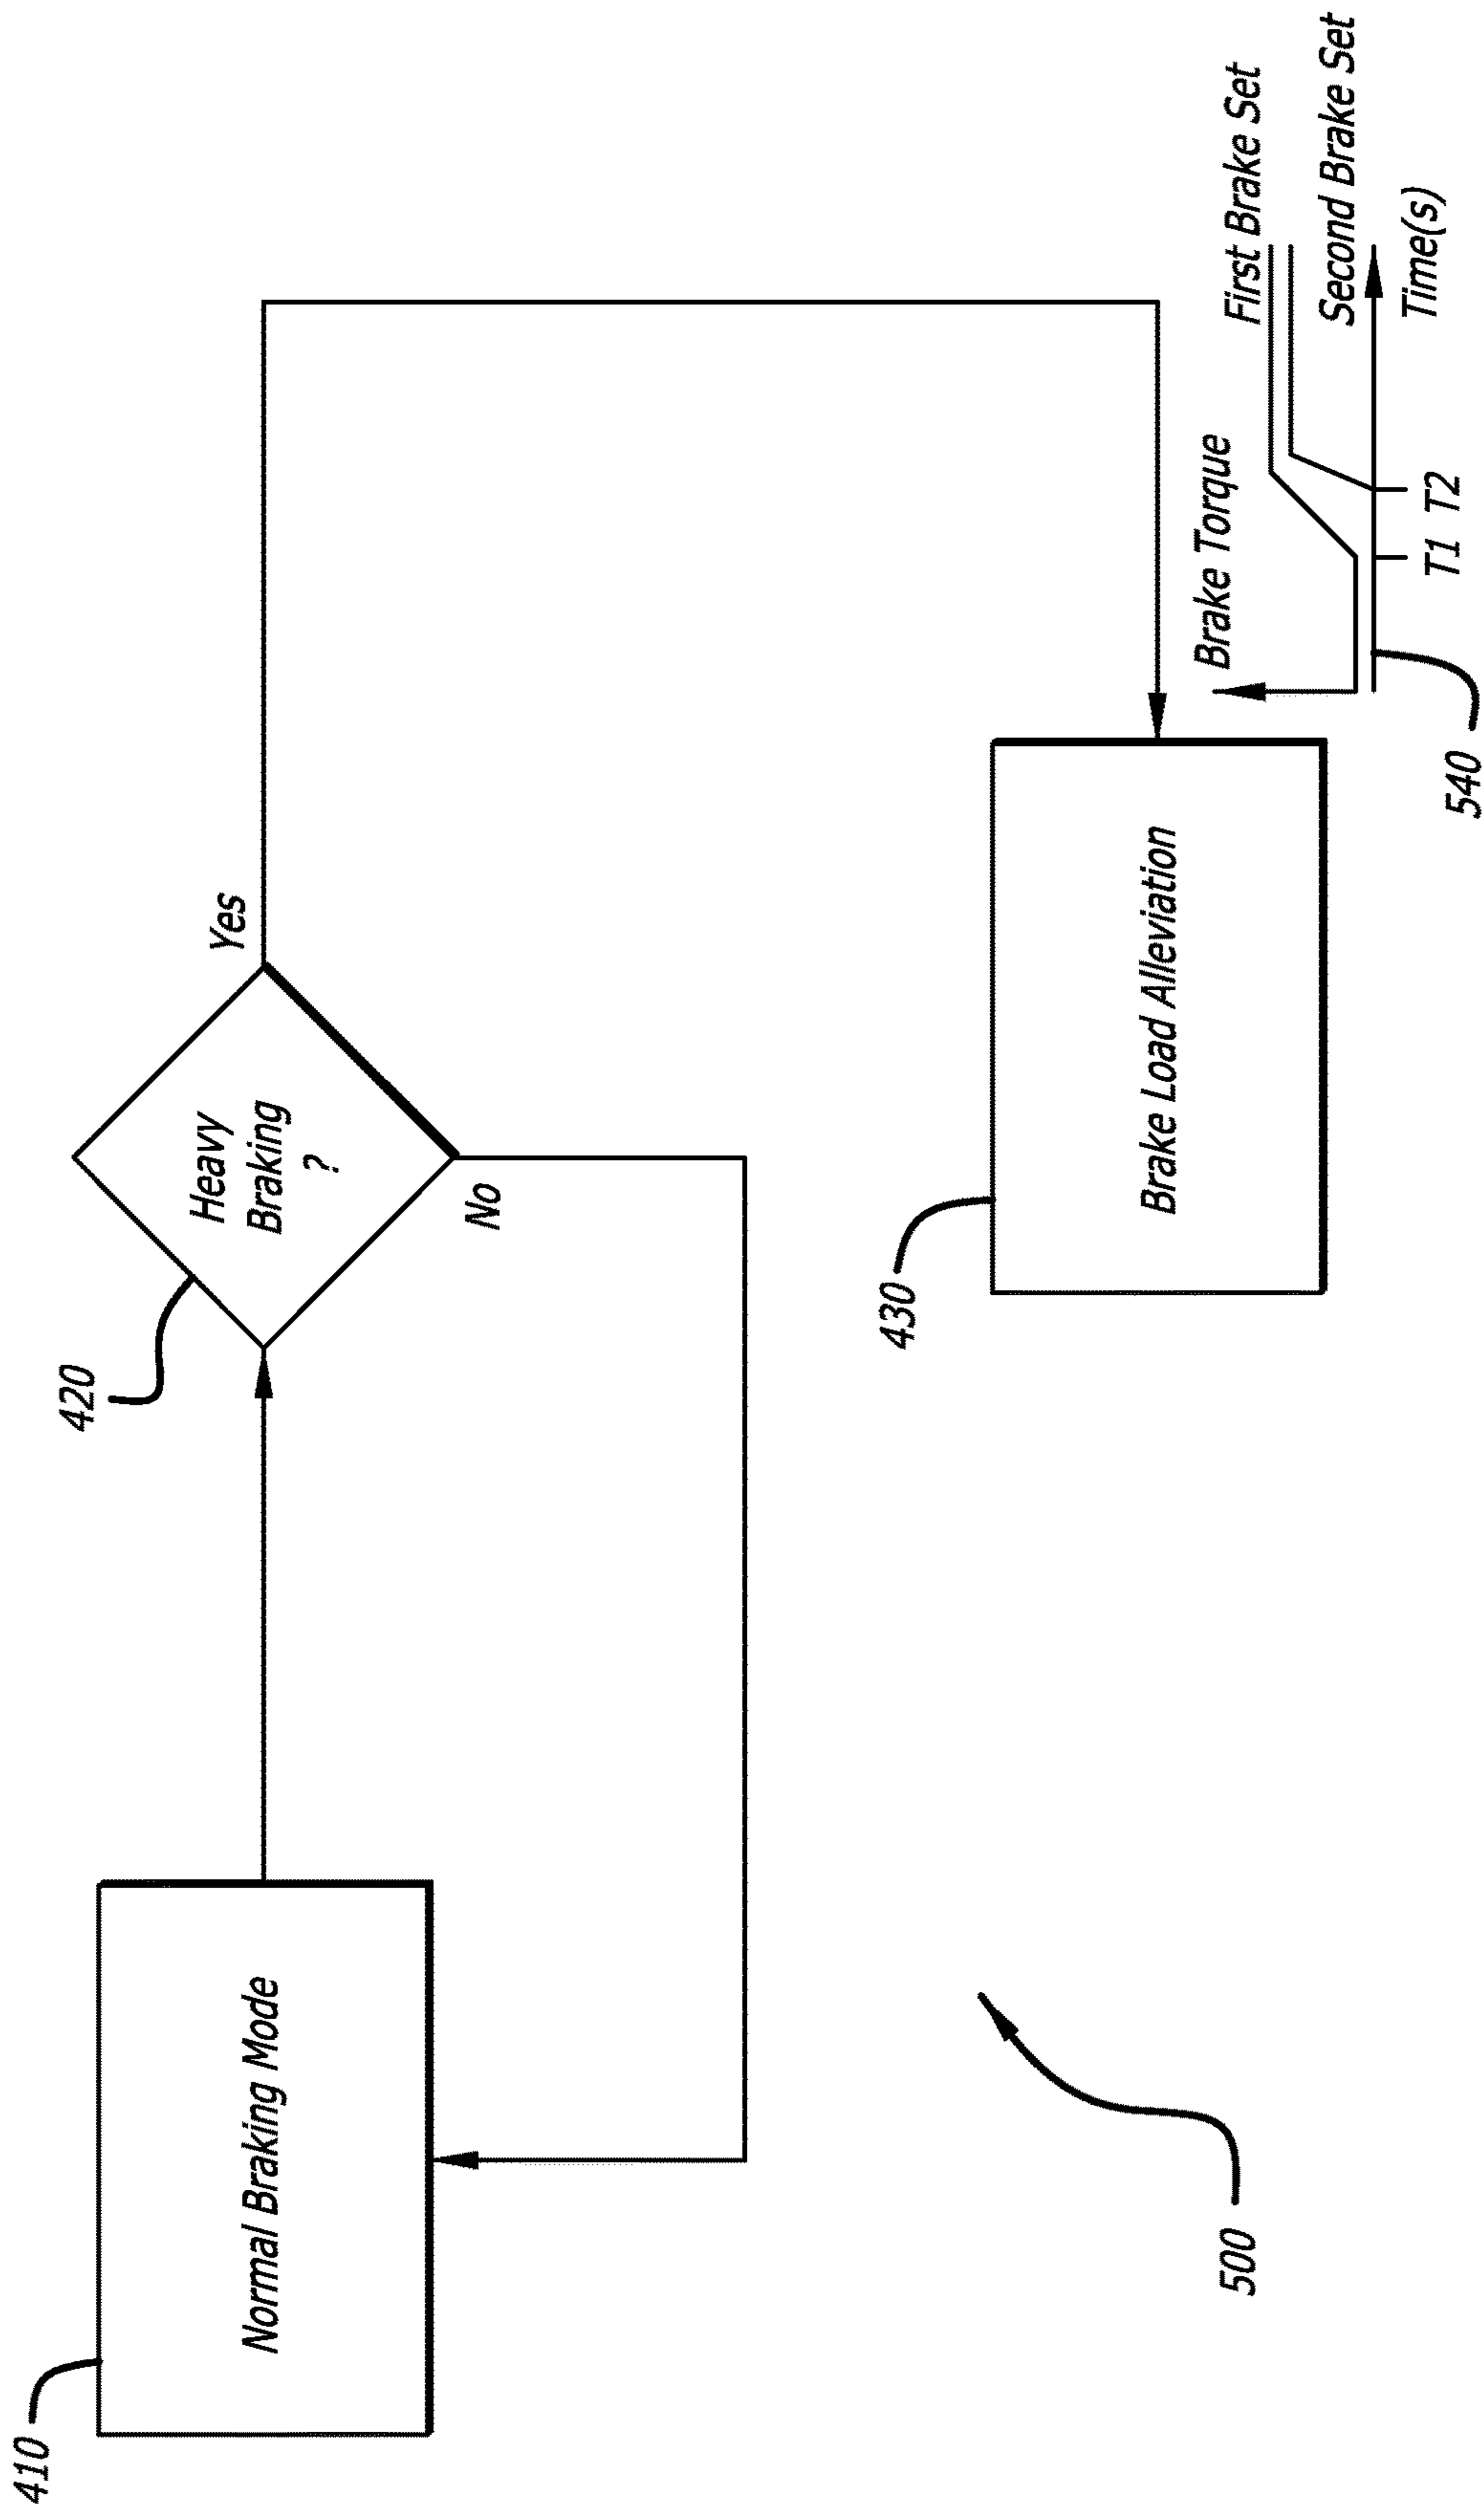 410
Normal Braking Mode
420
Heavy
Braking
?
Yes
No
430
Brake Load Alleviation
Brake Torque
First Brake Set
Second Brake Set
Time(s)
T1 T2
540
500